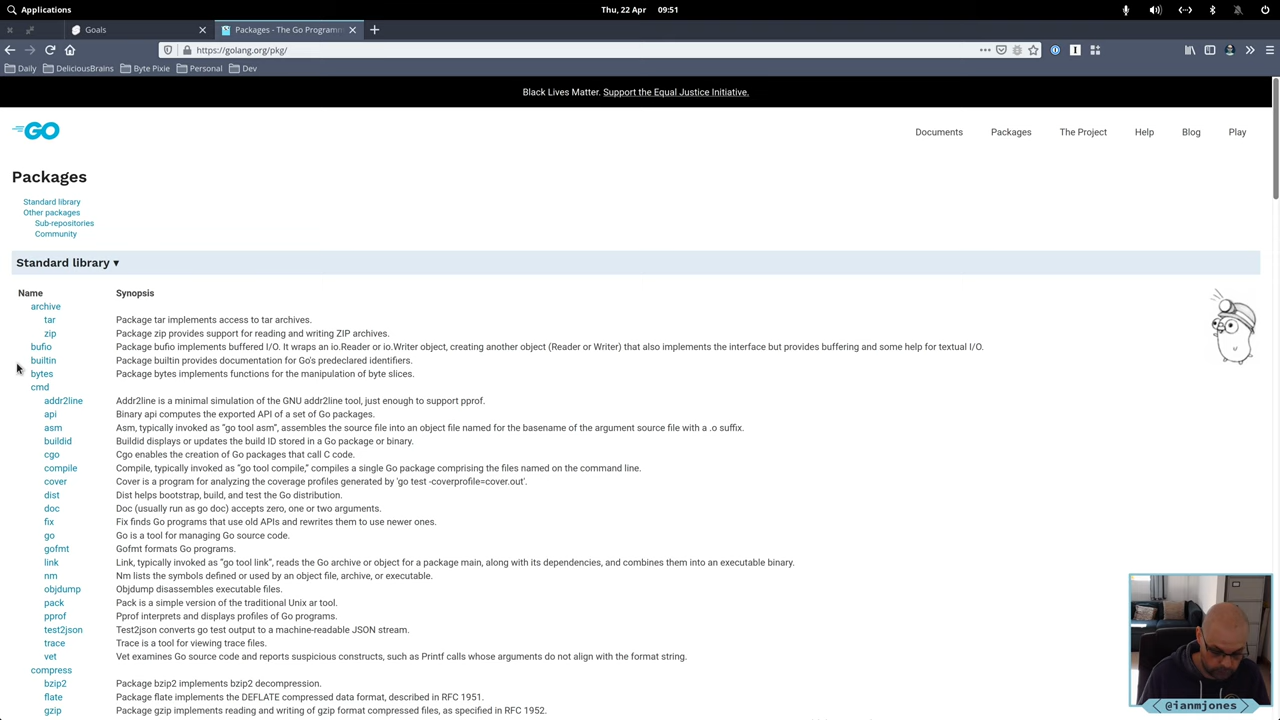 Applications
Thu, 22 Apr 09:51
Goals
Packages - The Go Programm
https://golang.org/pkg/
Daily
DeliciousBrains
Byte Pixie
Personal
Dev
Black Lives Matter. Support the Equal Justice Initiative.
GO
Documents
Packages
The Project
Help
Blog
Play
Packages
Standard library
Other packages
Sub-repositories
Community
Standard library ▾
Name Synopsis
archive
tar Package tar implements access to tar archives.
zip Package zip provides support for reading and writing ZIP archives.
bufio Package bufio implements buffered I/O. It wraps an io.Reader or io.Writer object, creating another object (Reader or Writer) that also implements the interface but provides buffering and some help for textual I/O.
builtin Package builtin provides documentation for Go's predeclared identifiers.
bytes Package bytes implements functions for the manipulation of byte slices.
cmd
addr2line Addr2line is a minimal simulation of the GNU addr2line tool, just enough to support pprof.
api Binary api computes the exported API of a set of Go packages.
asm Asm, typically invoked as “go tool asm”, assembles the source file into an object file named for the basename of the argument source file with a .o suffix.
buildid Buildid displays or updates the build ID stored in a Go package or binary.
cgo Cgo enables the creation of Go packages that call C code.
compile Compile, typically invoked as “go tool compile,” compiles a single Go package comprising the files named on the command line.
cover Cover is a program for analyzing the coverage profiles generated by 'go test -coverprofile=cover.out'.
dist Dist helps bootstrap, build, and test the Go distribution.
doc Doc (usually run as go doc) accepts zero, one or two arguments.
fix Fix finds Go programs that use old APIs and rewrites them to use newer ones.
go Go is a tool for managing Go source code.
gofmt Gofmt formats Go programs.
link Link, typically invoked as “go tool link”, reads the Go archive or object for a package main, along with its dependencies, and combines them into an executable binary.
nm Nm lists the symbols defined or used by an object file, archive, or executable.
objdump Objdump disassembles executable files.
pack Pack is a simple version of the traditional Unix ar tool.
pprof Pprof interprets and displays profiles of Go programs.
test2json Test2json converts go test output to a machine-readable JSON stream.
trace Trace is a tool for viewing trace files.
vet Vet examines Go source code and reports suspicious constructs, such as Printf calls whose arguments do not align with the format string.
compress
bzip2 Package bzip2 implements bzip2 decompression.
flate Package flate implements the DEFLATE compressed data format, described in RFC 1951.
gzip Package gzip implements reading and writing of gzip format compressed files, as specified in RFC 1952.
@ianmjones